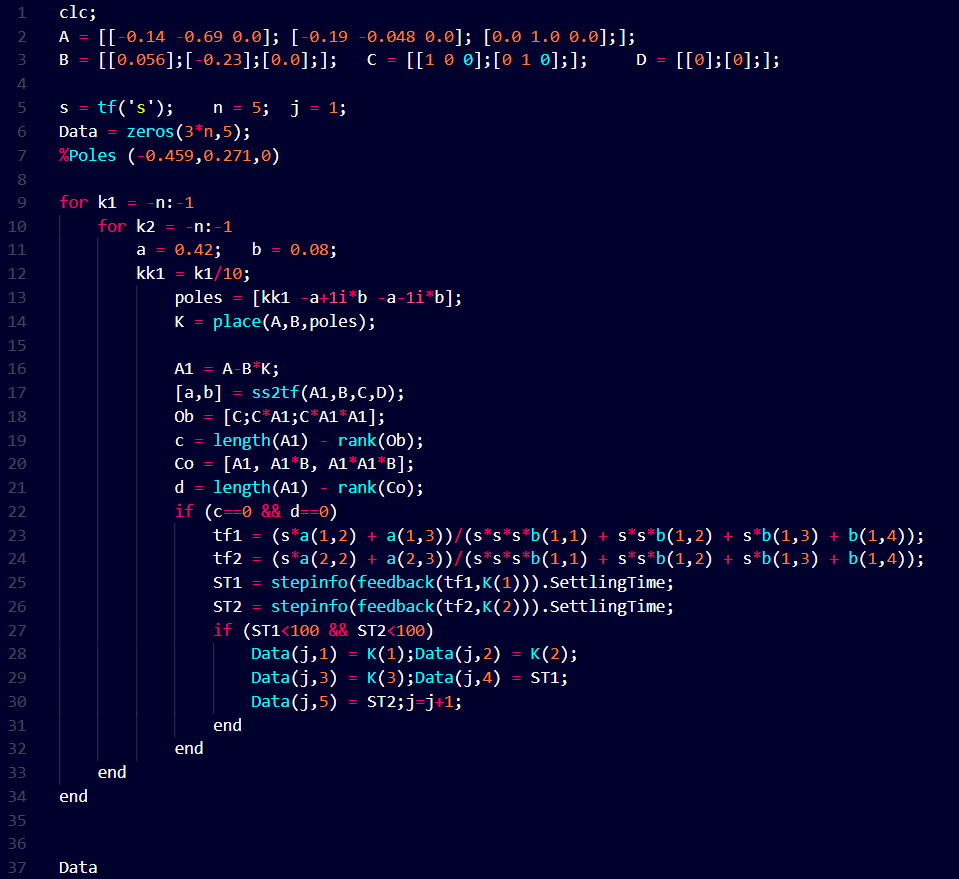 1 clc;
2 A = [[-0.14 -0.69 0.0]; [-0.19 -0.048 0.0]; [0.0 1.0 0.0];];
3 B = [[0.056];[-0.23];[0.0];]; C = [[1 0 0];[0 1 0];]; D = [[0];[0];];
4
5 s = tf('s'); n = 5; j = 1;
6 Data = zeros(3*n,5);
7 %Poles (-0.459,0.271,0)
8
9 for k1 = -n:-1
10 for k2 = -n:-1
11 a = 0.42; b = 0.08;
12 kk1 = k1/10;
13 poles = [kk1 -a+1i*b -a-1i*b];
14 K = place(A,B,poles);
15
16 A1 = A-B*K;
17 [a,b] = ss2tf(A1,B,C,D);
18 Ob = [C;C*A1;C*A1*A1];
19 c = length(A1) - rank(Ob);
20 Co = [A1, A1*B, A1*A1*B];
21 d = length(A1) - rank(Co);
22 if (c==0 && d==0)
23 tf1 = (s*a(1,2) + a(1,3))/(s*s*s*b(1,1) + s*s*b(1,2) + s*b(1,3) + b(1,4));
24 tf2 = (s*a(2,2) + a(2,3))/(s*s*s*b(1,1) + s*s*b(1,2) + s*b(1,3) + b(1,4));
25 ST1 = stepinfo(feedback(tf1,K(1))).SettlingTime;
26 ST2 = stepinfo(feedback(tf2,K(2))).SettlingTime;
27 if (ST1<100 && ST2<100)
28 Data(j,1) = K(1);Data(j,2) = K(2);
29 Data(j,3) = K(3);Data(j,4) = ST1;
30 Data(j,5) = ST2;j=j+1;
31 end
32 end
33 end
34 end
35
36
37 Data